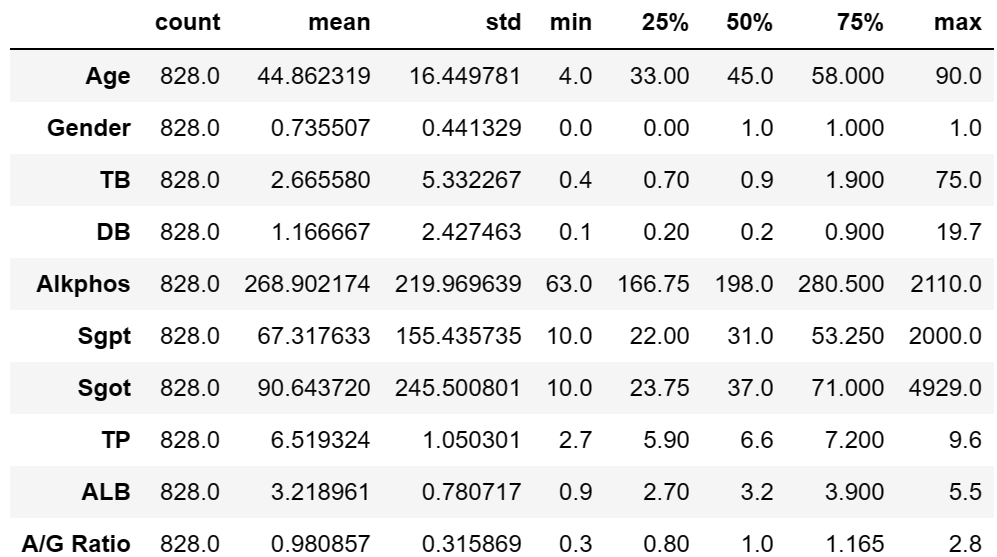 count mean std min 25% 50% 75% max
Age 828.0 44.862319 16.449781 4.0 33.00 45.0 58.000 90.0
Gender 828.0 0.735507 0.441329 0.0 0.00 1.0 1.000 1.0
TB 828.0 2.665580 5.332267 0.4 0.70 0.9 1.900 75.0
DB 828.0 1.166667 2.427463 0.1 0.20 0.2 0.900 19.7
Alkphos 828.0 268.902174 219.969639 63.0 166.75 198.0 280.500 2110.0
Sgpt 828.0 67.317633 155.435735 10.0 22.00 31.0 53.250 2000.0
Sgot 828.0 90.643720 245.500801 10.0 23.75 37.0 71.000 4929.0
TP 828.0 6.519324 1.050301 2.7 5.90 6.6 7.200 9.6
ALB 828.0 3.218961 0.780717 0.9 2.70 3.2 3.900 5.5
A/G Ratio 828.0 0.980857 0.315869 0.3 0.80 1.0 1.165 2.8